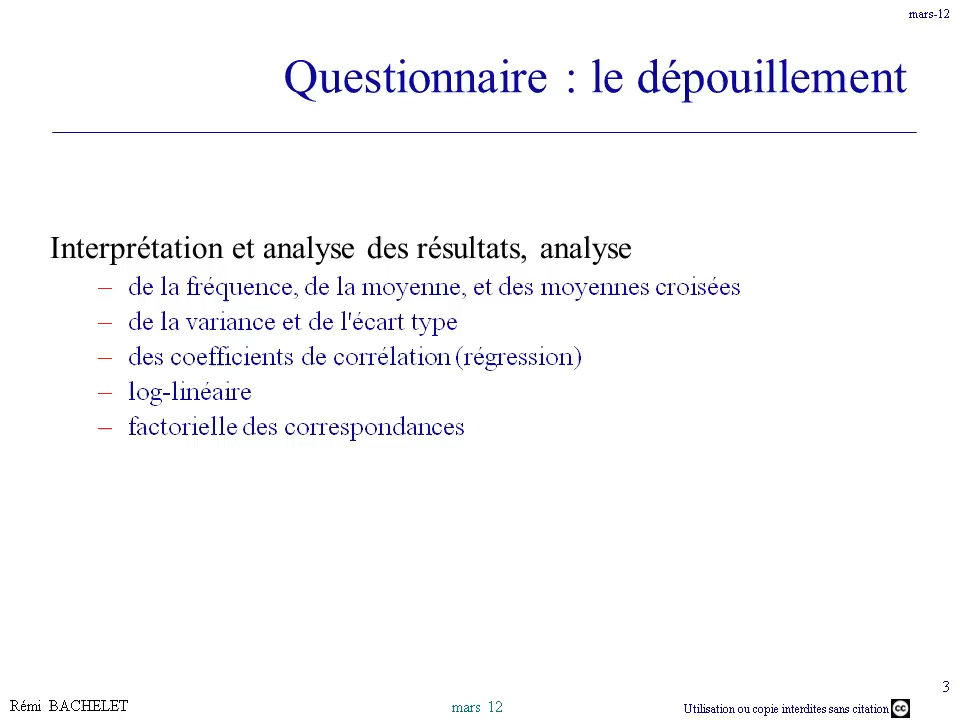 mars-12
Questionnaire : le dépouillement
Interprétation et analyse des résultats, analyse
– de la fréquence, de la moyenne, et des moyennes croisées
– de la variance et de l'écart type
– des coefficients de corrélation (régression)
– log-linéaire
– factorielle des correspondances
3
Rémi BACHELET
mars 12
Utilisation ou copie interdites sans citation
cc